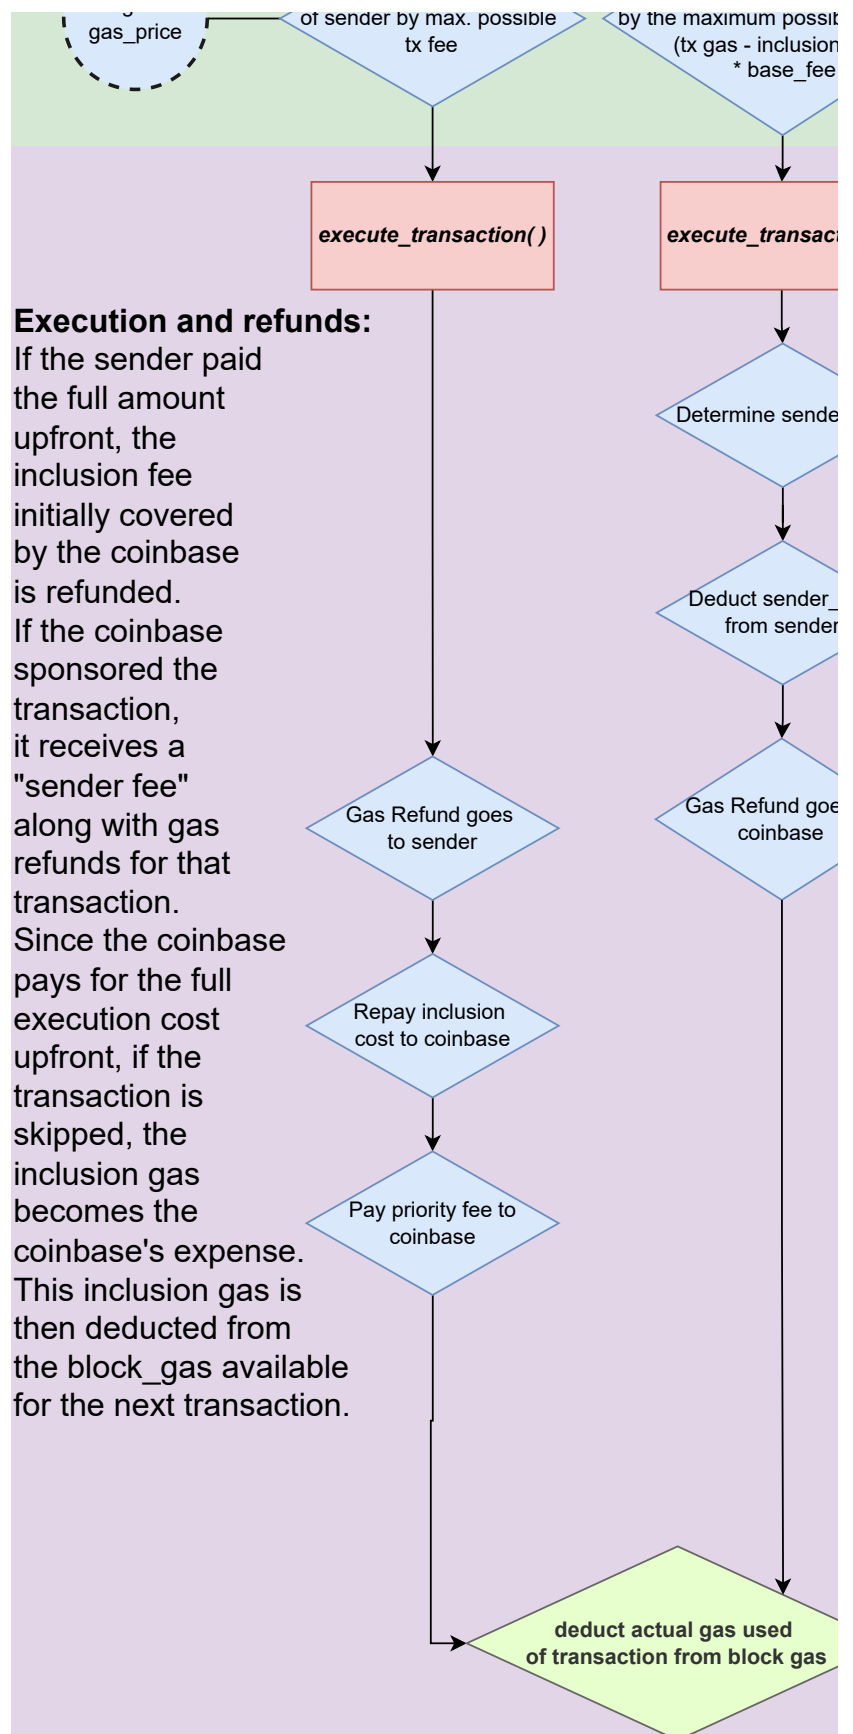 gas_price
of sender by max. possible
tx fee
by the maximum
(tx gas - inclusion
* base_fee
execute_transaction( )
Execution and refunds:
If the sender paid
the full amount
upfront, the
inclusion fee
initially covered
by the coinbase
is refunded.
If the coinbase
sponsored the
transaction,
it receives a
"sender fee"
along with gas
refunds for that
transaction.
Since the coinbase
pays for the full
execution cost
upfront, if the
transaction is
skipped, the
inclusion gas
becomes the
coinbase's expense.
This inclusion gas is
then deducted from
the block_gas available
for the next transaction.
Gas Refund goes
to sender
Repay inclusion
cost to coinbase
Pay priority fee to
coinbase
Determine
Deduct
from sender
Gas Refund
coinbase
deduct actual gas used
of transaction from block gas